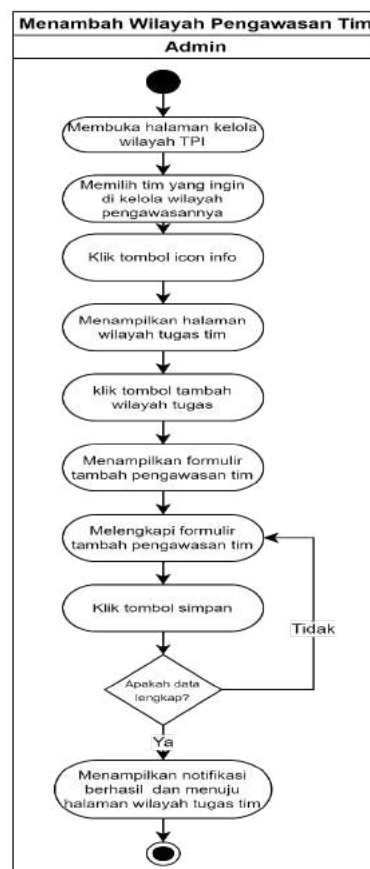 Menambah Wilayah Pengawasan Tim
Admin
Membuka halaman kelola
wilayah TPI
Memilih tim yang ingin
di kelola wilayah
pengawasannya
Klik tombol icon info
Menampilkan halaman
wilayah tugas tim
klik tombol tambah
wilayah tugas
Menampilkan formulir
tambah pengawasan tim
Melengkapi formulir
tambah pengawasan tim
Klik tombol simpan
Tidak
Apakah data
lengkap?
Ya
Menampilkan notifikasi
berhasil dan menuju
halaman wilayah tugas tim